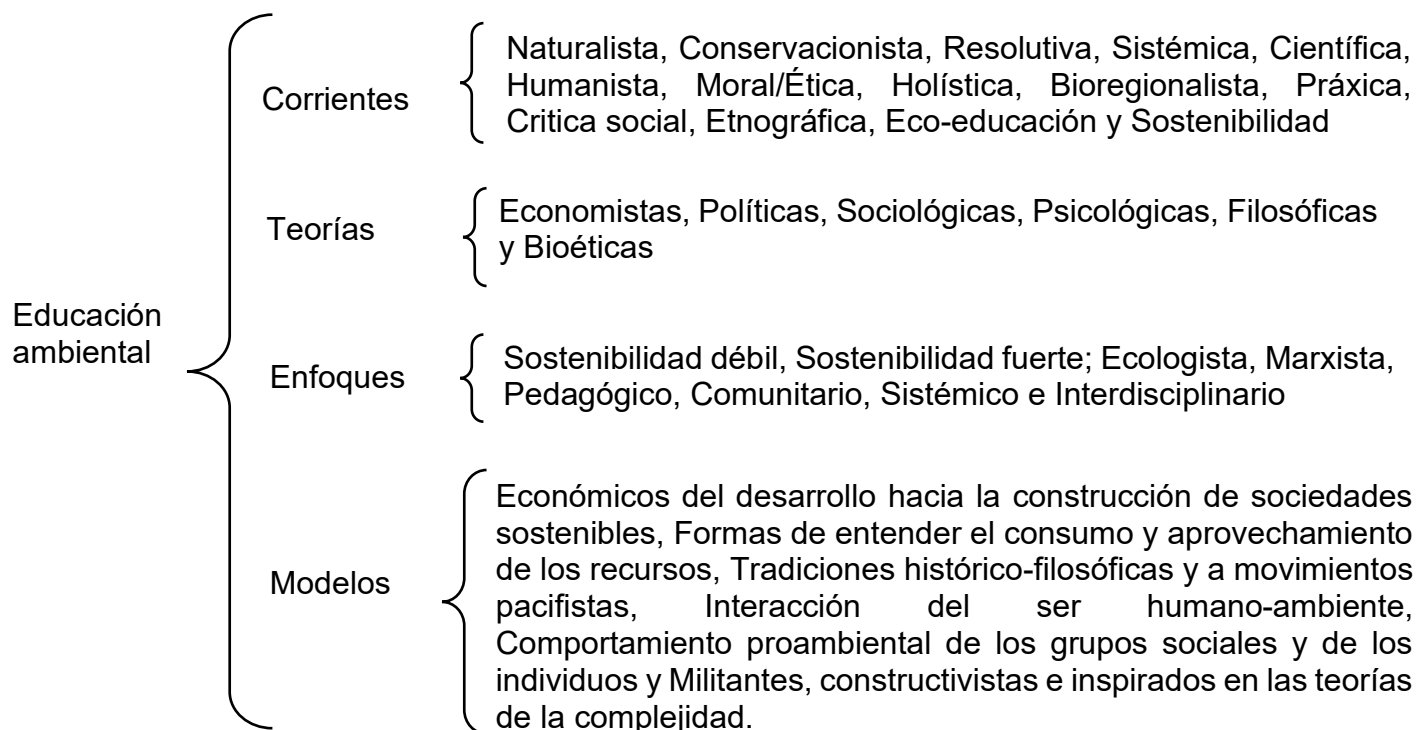 Educación
ambiental
Corrientes
Naturalista, Conservacionista, Resolutiva, Sistémica, Científica,
Humanista, Moral/Ética, Holística, Bioregionalista, Práxica,
Critica social, Etnográfica, Eco-educación y Sostenibilidad
Teorías
Economistas, Políticas, Sociológicas, Psicológicas, Filosóficas
y Bioéticas
Enfoques
Sostenibilidad débil, Sostenibilidad fuerte; Ecologista, Marxista,
Pedagógico, Comunitario, Sistémico e Interdisciplinario
Modelos
Económicos del desarrollo hacia la construcción de sociedades
sostenibles, Formas de entender el consumo y aprovechamiento
de los recursos, Tradiciones histórico-filosóficas y a movimientos
pacifistas, Interacción del ser humano-ambiente,
Comportamiento proambiental de los grupos sociales y de los
individuos y Militantes, constructivistas e inspirados en las teorías
de la complejidad.